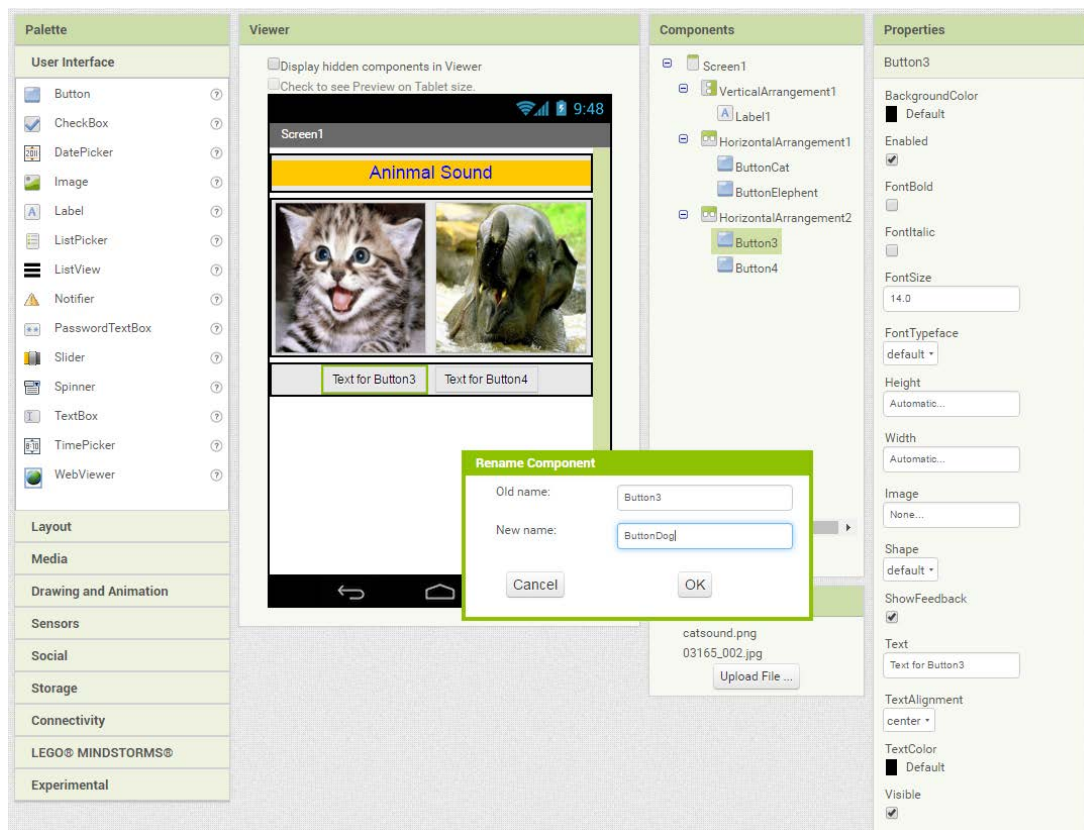 Palette
User Interface
Button
CheckBox
DatePicker
Image
Label
ListPicker
ListView
Notifier
PasswordTextBox
Slider
Spinner
TextBox
TimePicker
WebViewer
Layout
Media
Drawing and Animation
Sensors
Social
Storage
Connectivity
LEGO® MINDSTORMS®
Experimental
Viewer
Display hidden components in Viewer
Check to see Preview on Tablet size.
9:48
Screen1
Aninmal Sound
Text for Button3 Text for Button4
Rename Component
Old name: Button3
New name: ButtonDog
Cancel OK
Components
Screen1
VerticalArrangement1
Label1
HorizontalArrangement1
ButtonCat
ButtonElephent
HorizontalArrangement2
Button3
Button4
catsound.png
03165_002.jpg
Upload File ...
Properties
Button3
BackgroundColor
Default
Enabled
FontBold
FontItalic
FontSize
14.0
FontTypeface
default
Height
Automatic...
Width
Automatic...
Image
None...
Shape
default
ShowFeedback
Text
Text for Button3
TextAlignment
center
TextColor
Default
Visible